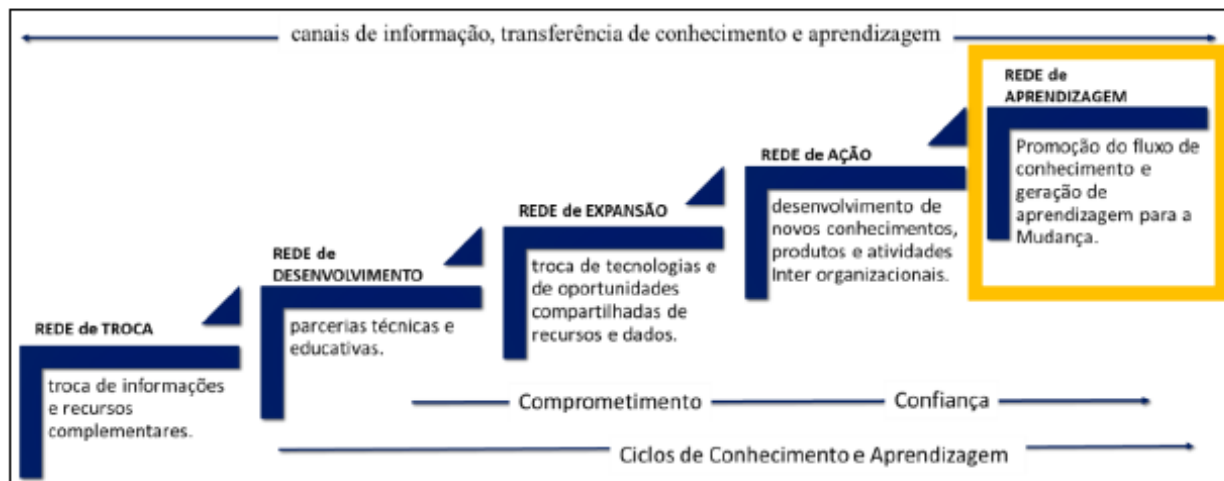 canais de informação, transferência de conhecimento e aprendizagem
REDE de
APRENDIZAGEM
Promoção do fluxo de
conhecimento e
geração de
aprendizagem para a
Mudança.
REDE de AÇÃO
desenvolvimento de
novos conhecimentos,
produtos e atividades
Inter organizacionais.
REDE de EXPANSÃO
troca de tecnologias e
de oportunidades
compartilhadas de
recursos e dados.
REDE de
DESENVOLVIMENTO
parcerias técnicas e
educativas.
REDE de TROCA
troca de informações
e recursos
complementares.
Comprometimento
Confiança
Ciclos de Conhecimento e Aprendizagem